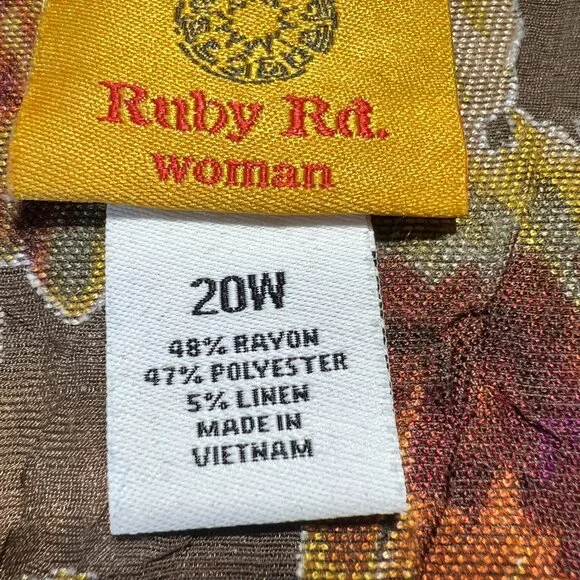 Ruby Rd.
woman
20W
48% RAYON
47% POLYESTER
5% LINEN
MADE IN
VIETNAM